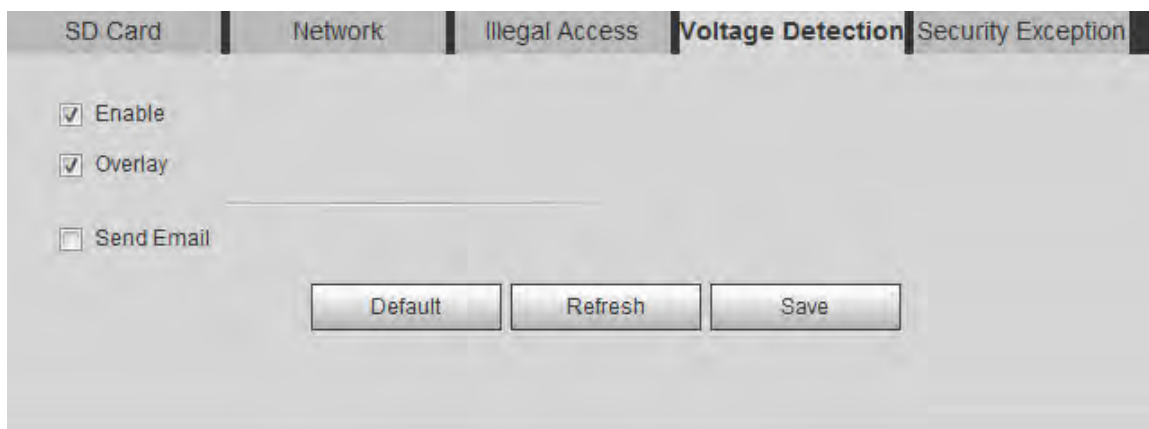 SD Card Network Illegal Access Voltage Detection Security Exception
Enable
Overlay
Send Email
Default Refresh Save